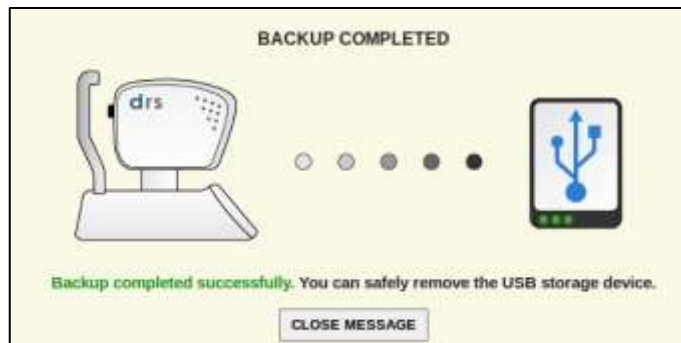 BACKUP COMPLETED
drs
Backup completed successfully. You can safely remove the USB storage device.
CLOSE MESSAGE